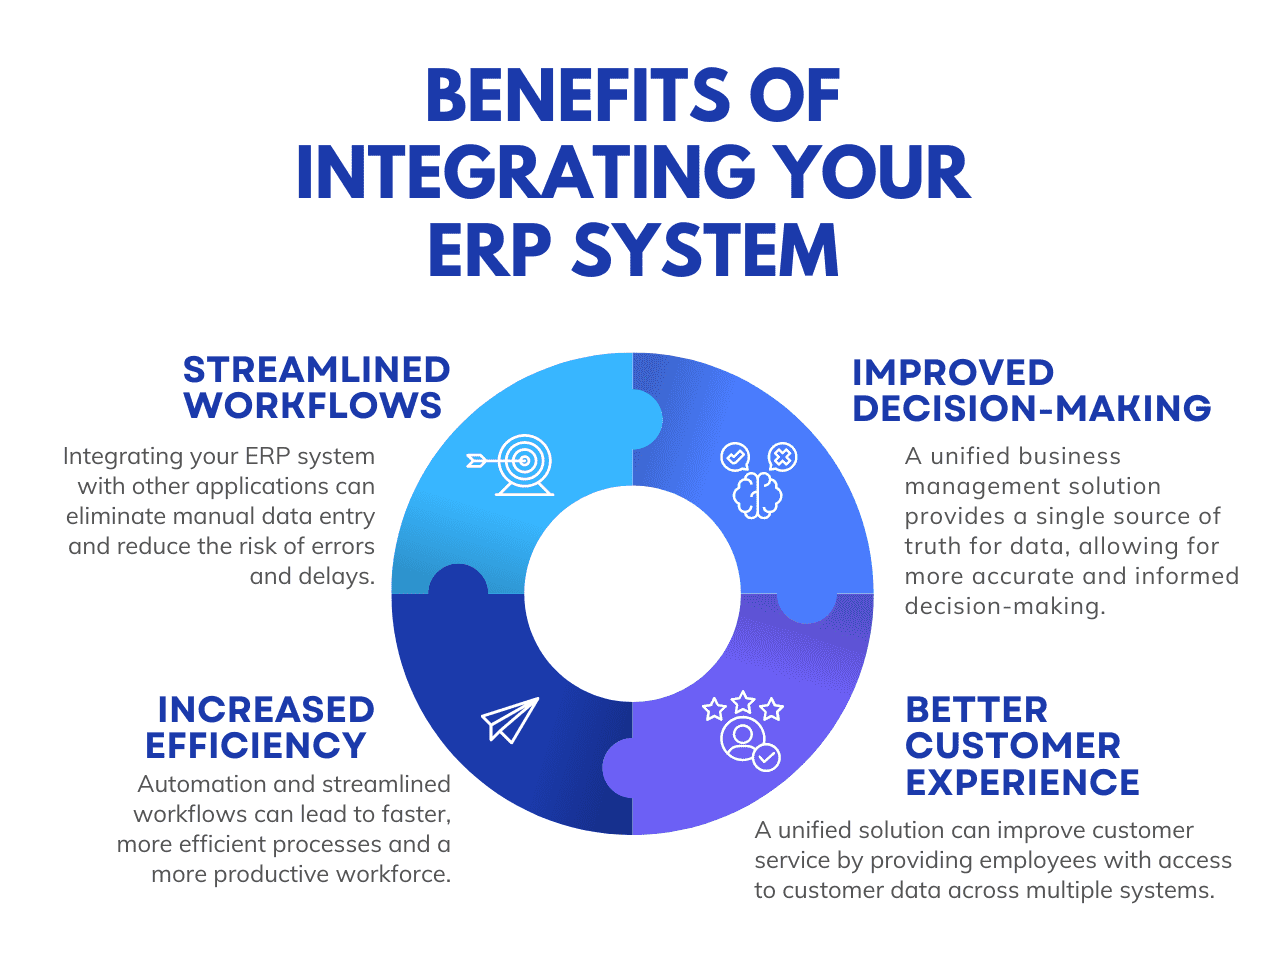 BENEFITS OF
INTEGRATING YOUR
ERP SYSTEM
STREAMLINED
WORKFLOWS
Integrating your ERP system
with other applications can
eliminate manual data entry
and reduce the risk of errors
and delays.
IMPROVED
DECISION-MAKING
A unified business
management solution
provides a single source of
truth for data, allowing for
more accurate and informed
decision-making.
INCREASED
EFFICIENCY
Automation and streamlined
workflows can lead to faster,
more efficient processes and a
more productive workforce.
BETTER
CUSTOMER
EXPERIENCE
A unified solution can improve customer
service by providing employees with access
to customer data across multiple systems.